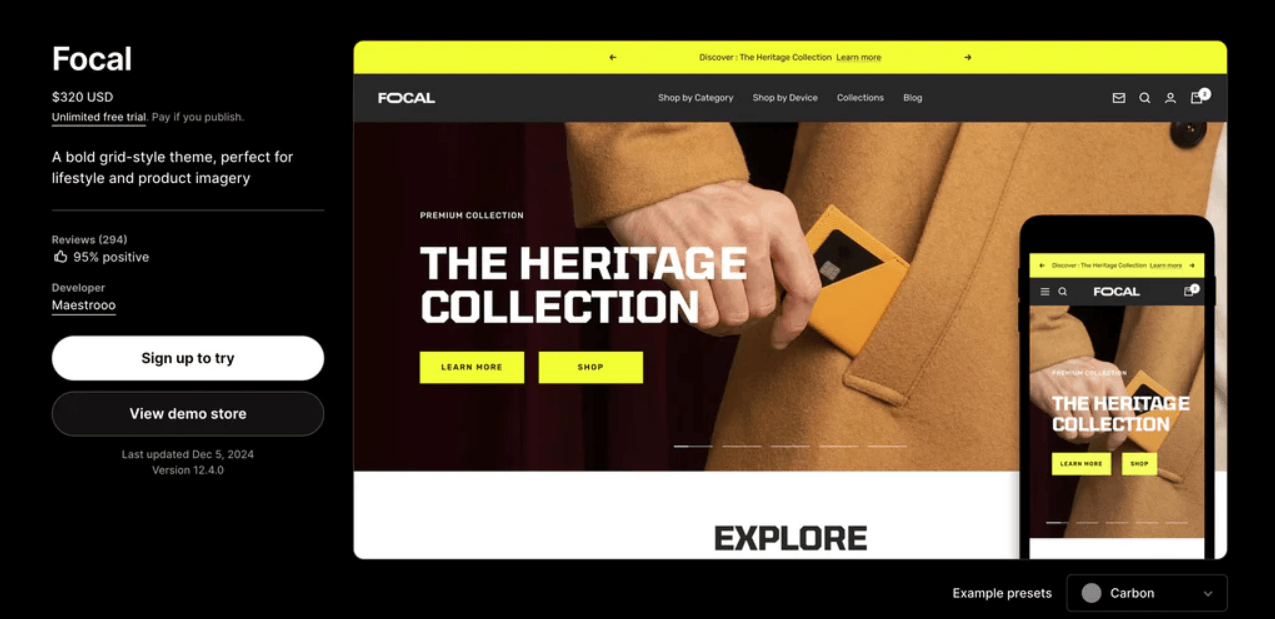 Focal
$320 USD
Unlimited free trial. Pay if you publish.
A bold grid-style theme, perfect for
lifestyle and product imagery
Reviews (294)
95% positive
Developer
Maestrooo
Sign up to try
View demo store
Last updated Dec 5, 2024
Version 12.4.0
← Discover : The Heritage Collection Learn more →
FOCAL Shop by Category Shop by Device Collections Blog 2
PREMIUM COLLECTION
THE HERITAGE
COLLECTION
LEARN MORE SHOP
EXPLORE
← Discover : The Heritage Collection Learn more →
FOCAL
PREMIUM COLLECTION
THE HERITAGE
COLLECTION
LEARN MORE SHOP
Example presets Carbon